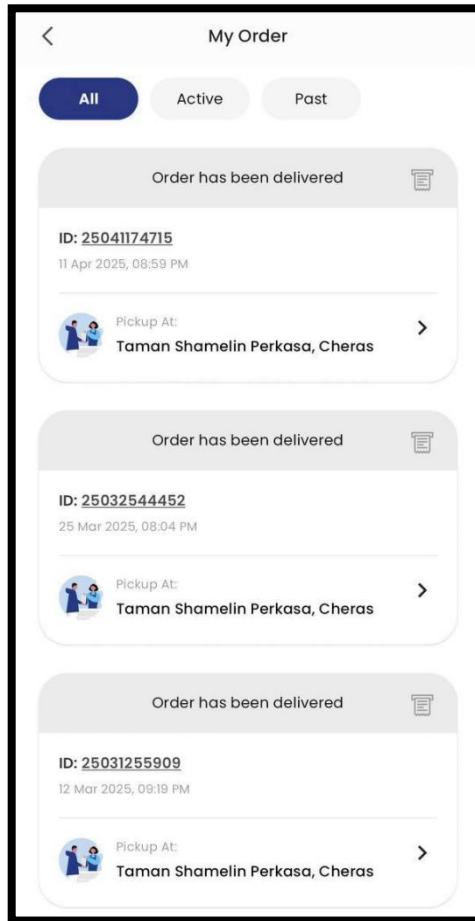 My Order
All Active Past
Order has been delivered
ID: 25041174715
11 Apr 2025, 08:59 PM
Pickup At:
Taman Shamelin Perkasa, Cheras
Order has been delivered
ID: 25032544452
25 Mar 2025, 08:04 PM
Pickup At:
Taman Shamelin Perkasa, Cheras
Order has been delivered
ID: 25031255909
12 Mar 2025, 09:19 PM
Pickup At:
Taman Shamelin Perkasa, Cheras